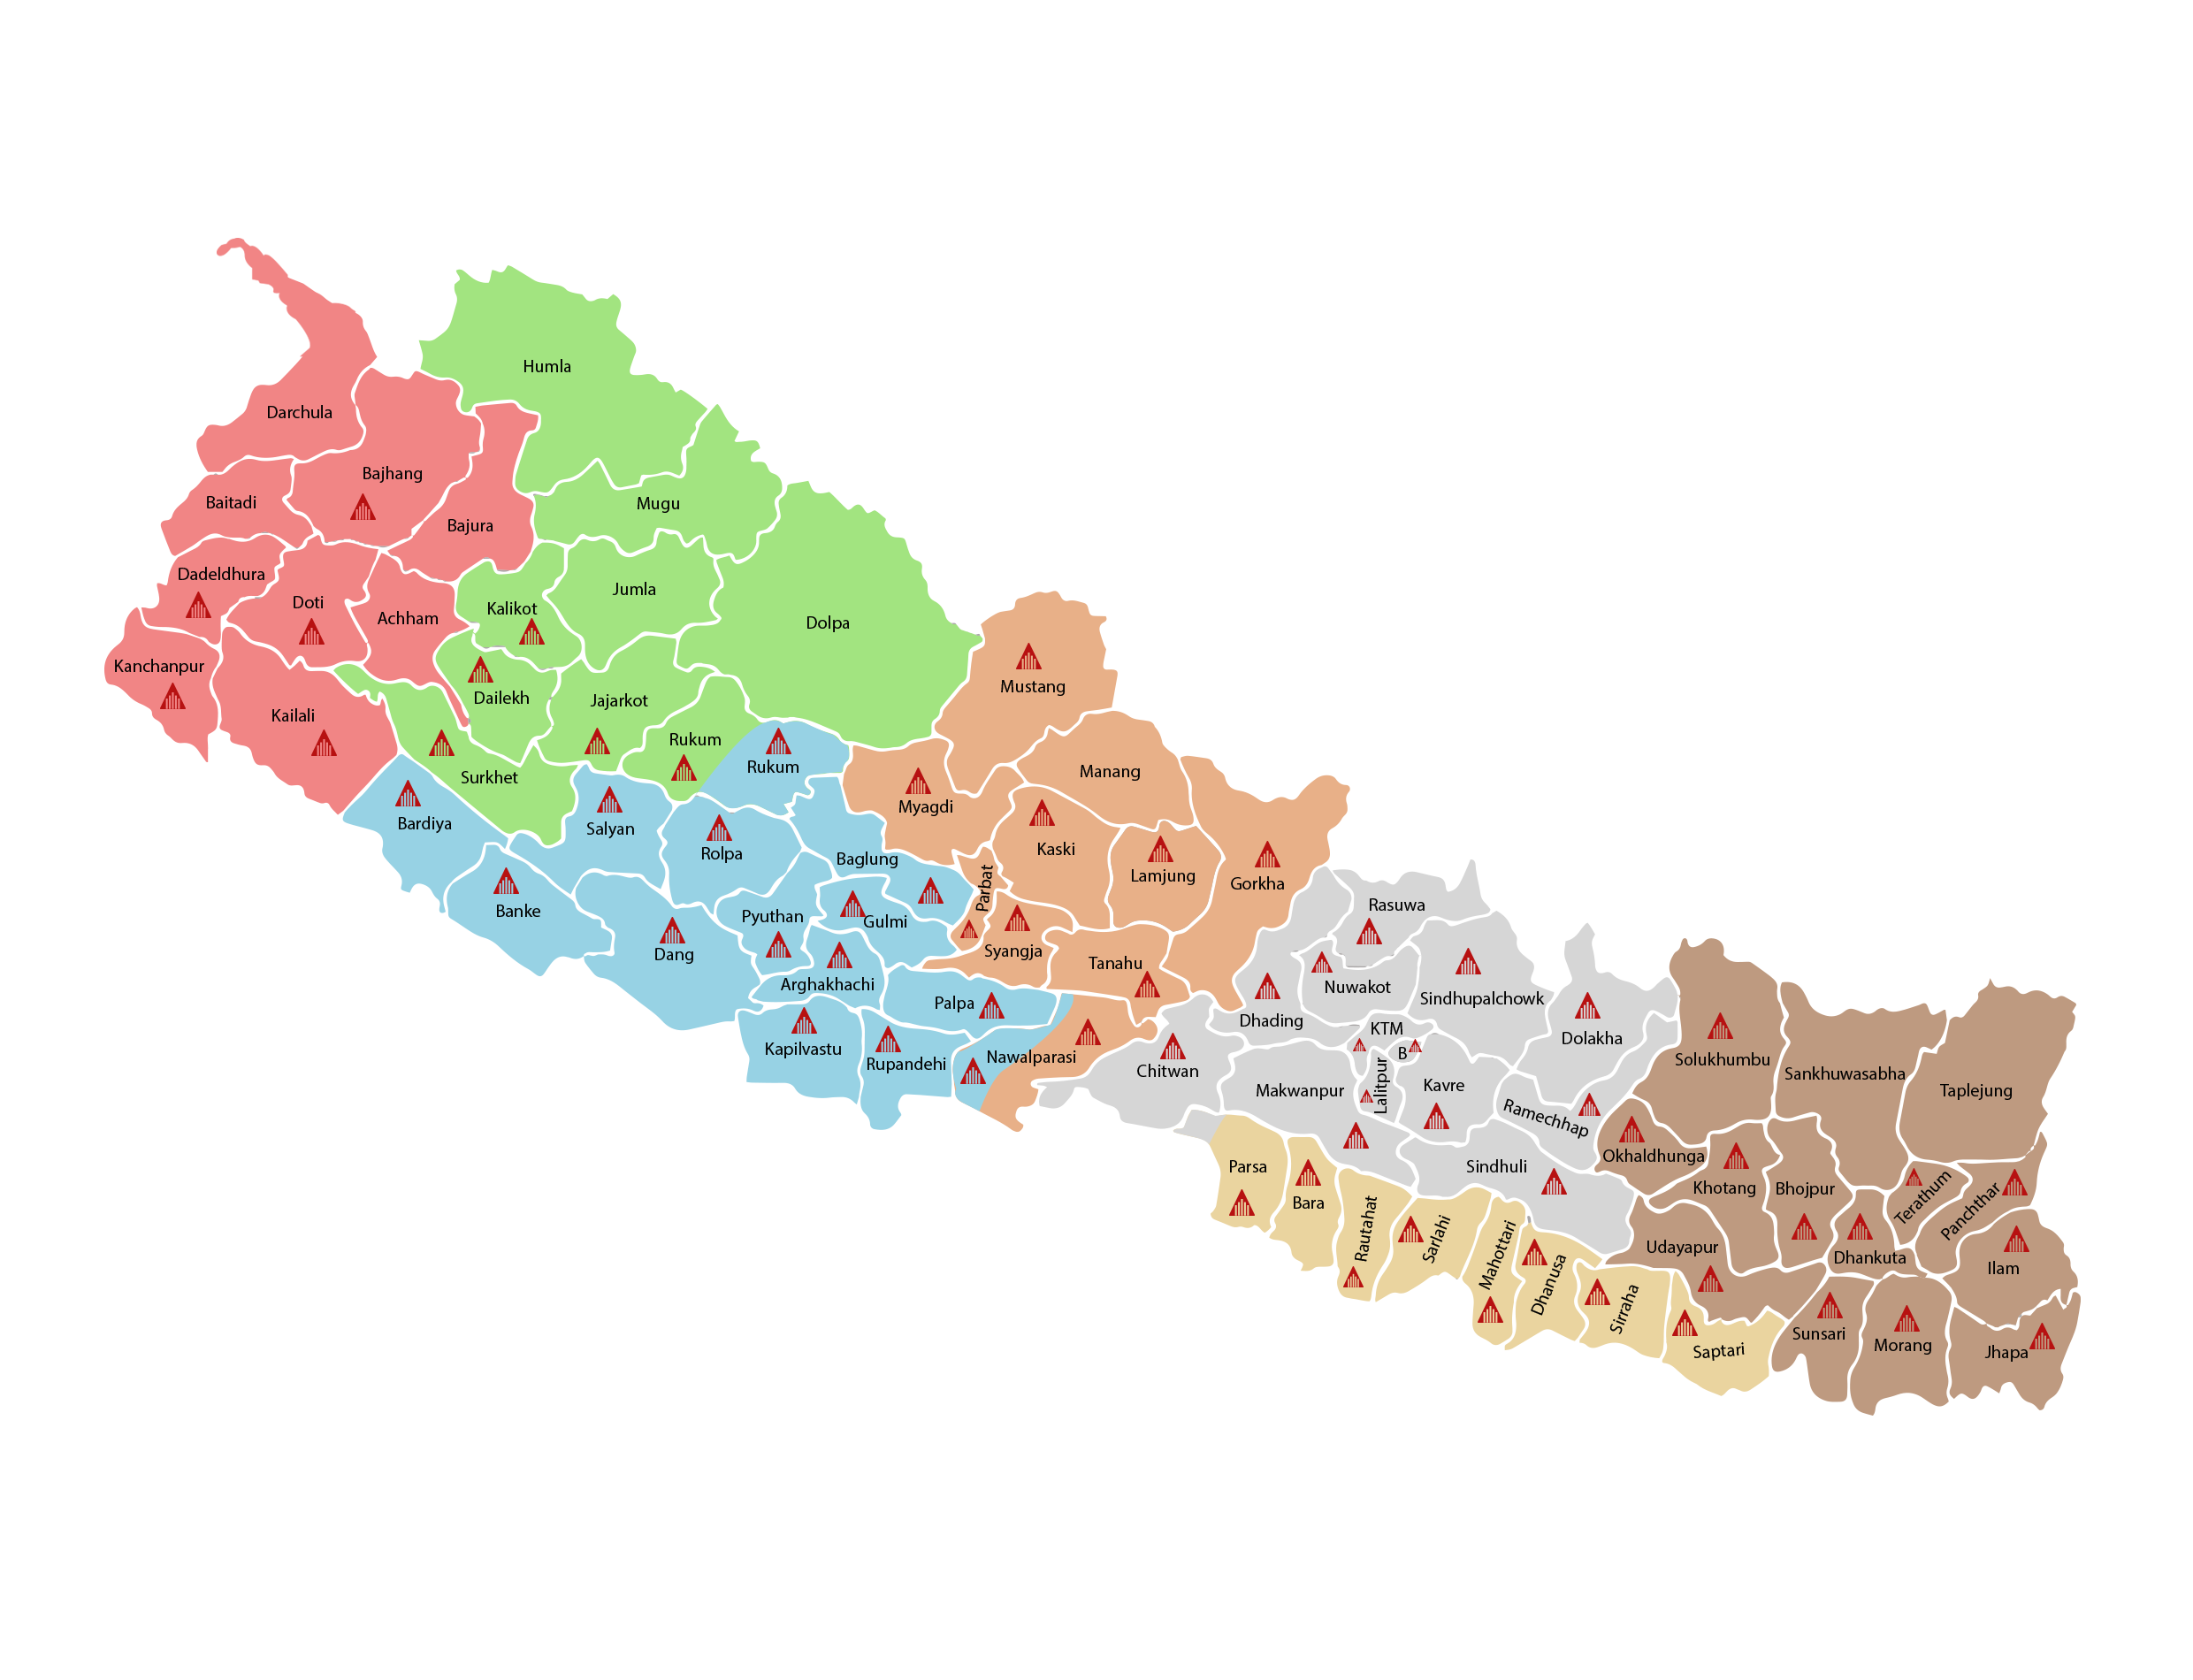 Humla
Darchula
Bajhang
Baitadi
Mugu
Bajura
Dadeldhura
Jumla
Doti
Kalikot
Achham
Dolpa
Kanchanpur
Mustang
Dailekh
Jajarkot
Kailali
Rukum
Rukum
Manang
Surkhet
Myagdi
Bardiya
Salyan
Kaski
Rolpa
Baglung
Lamjung
Parbat
Gorkha
Rasuwa
Banke
Pyuthan
Gulmi
Syangja
Dang
Tanahu
Arghakhachi
Nuwakot
Sindhupalchowk
Palpa
Dhading
KTM
Dolakha
Kapilvastu
B
Nawalparasi
Solukhumbu
Rupandehi
Chitwan
Sankhuwasabha
Lalitpur
Kavre
Makwanpur
Taplejung
Ramechhap
Okhaldhunga
Parsa
Sindhuli
Khotang
Bhojpur
Terathum
Bara
Panchthar
Rautahat
Sarlahi
Mahottari
Udayapur
Dhankuta
Ilam
Dhanusa
Sirraha
Sunsari
Morang
Saptari
Jhapa